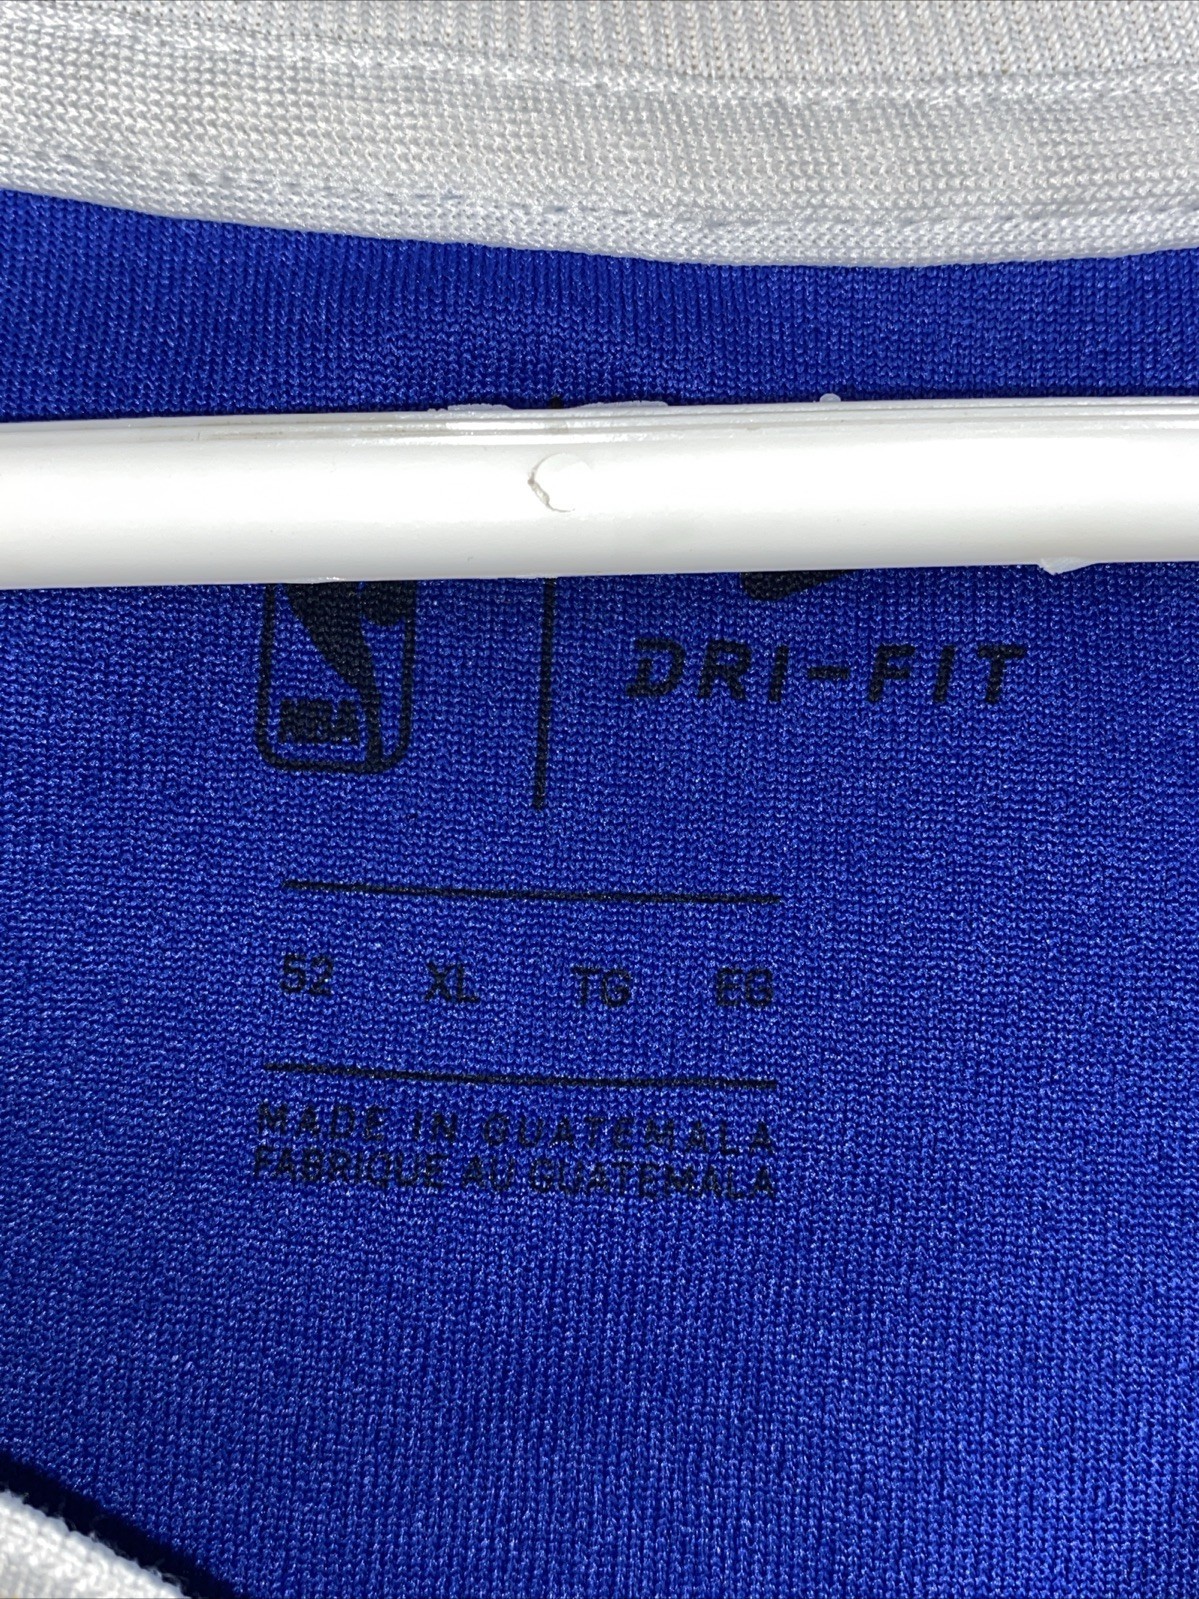 NBA
DRI-FIT
52 XL TG EG
MADE IN GUATEMALA
FABRIQUE AU GUATEMALA